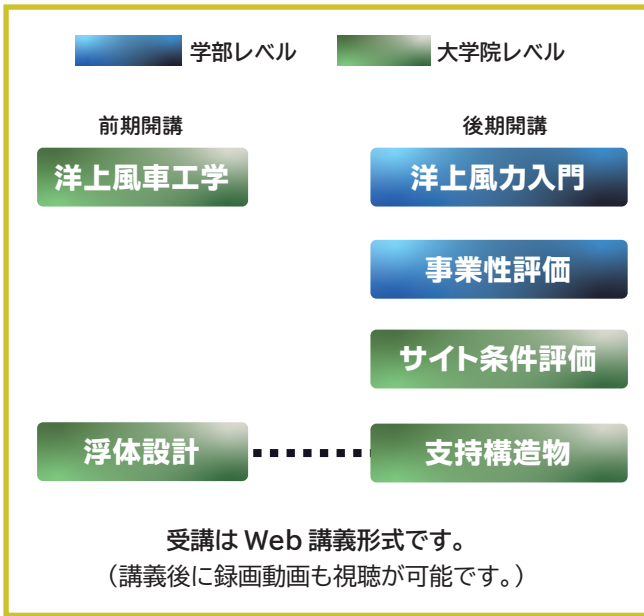 学部レベル 大学院レベル
前期開講 後期開講
洋上風車工学 洋上風力入門
事業性評価
サイト条件評価
浮体設計 支持構造物
受講は Web 講義形式です。
（講義後に録画動画も視聴が可能です。）